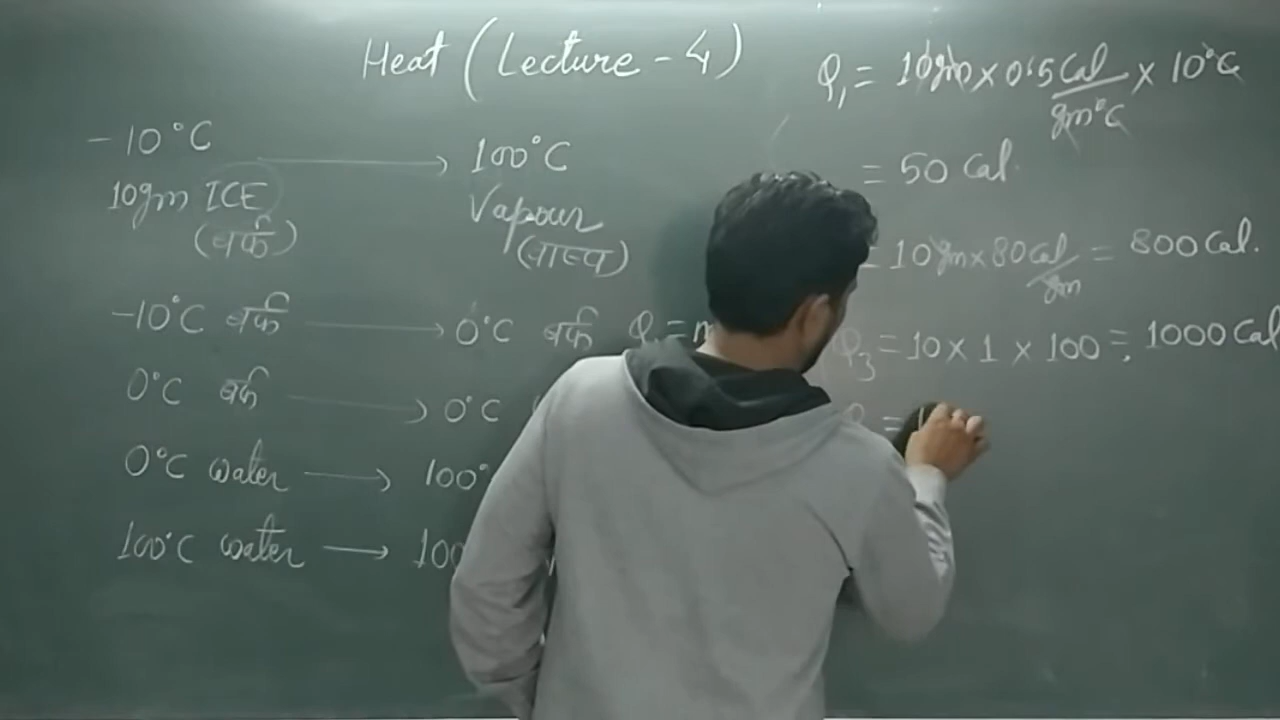 Heat (Lecture - 4)
-10°C → 100°C
10gm ICE Vapour
(बर्फ) (वाष्प)
-10°C बर्फ → 0°C बर्फ
0°C बर्फ → 0°C
0°C water → 100°
100°C water → 100
Q₁ = 10gm × 0.5 Cal/gm°C × 10°C
= 50 Cal.
= 10gm × 80 Cal/gm = 800 Cal.
Q₃ = 10 × 1 × 100 = 1000 Cal
=